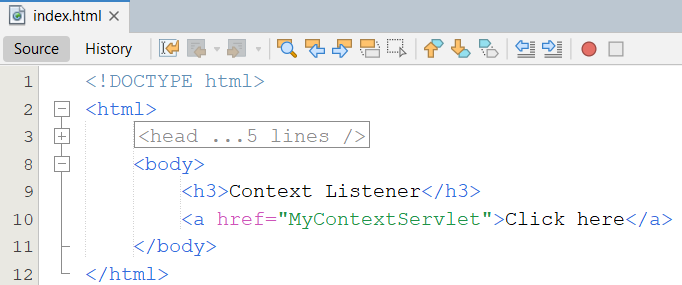 index.html
Source History
1 <!DOCTYPE html>
2 <html>
3 <head ...5 lines />
8 <body>
9 <h3>Context Listener</h3>
10 <a href="MyContextServlet">Click here</a>
11 </body>
12 </html>